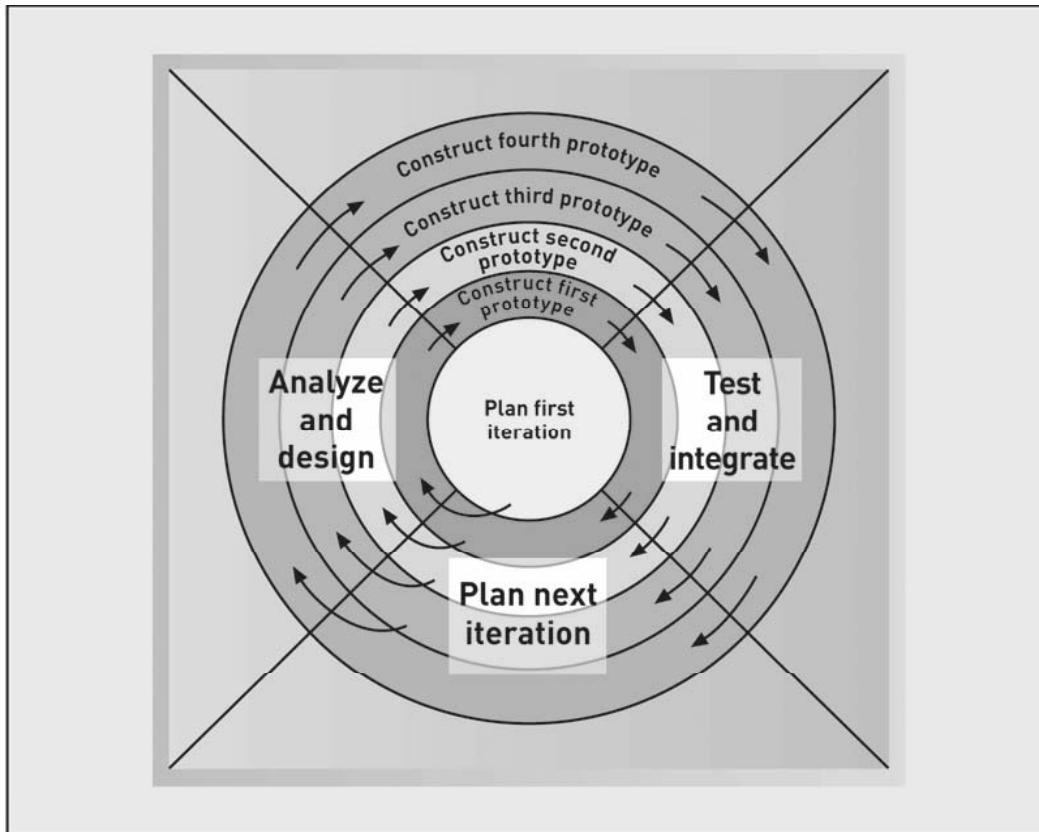 Construct fourth prototype
Construct third prototype
Construct second
prototype
Construct first
prototype
Plan first
iteration
Analyze
and
design
Test
and
integrate
Plan next
iteration